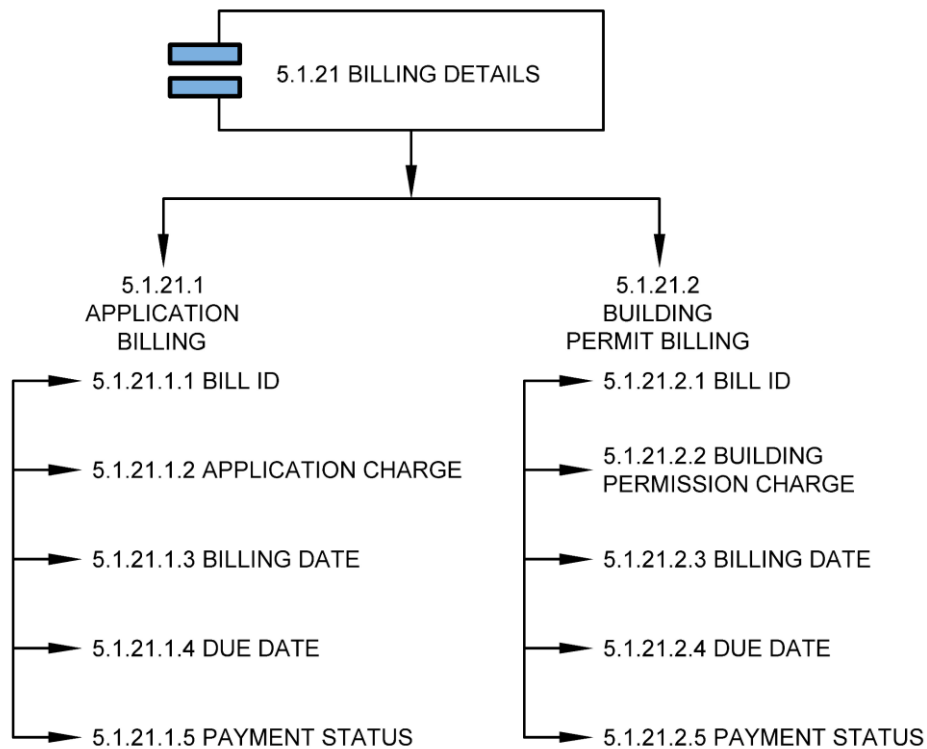 5.1.21 BILLING DETAILS
5.1.21.1
APPLICATION
BILLING
5.1.21.1.1 BILL ID
5.1.21.1.2 APPLICATION CHARGE
5.1.21.1.3 BILLING DATE
5.1.21.1.4 DUE DATE
5.1.21.1.5 PAYMENT STATUS
5.1.21.2
BUILDING
PERMIT BILLING
5.1.21.2.1 BILL ID
5.1.21.2.2 BUILDING
PERMISSION CHARGE
5.1.21.2.3 BILLING DATE
5.1.21.2.4 DUE DATE
5.1.21.2.5 PAYMENT STATUS